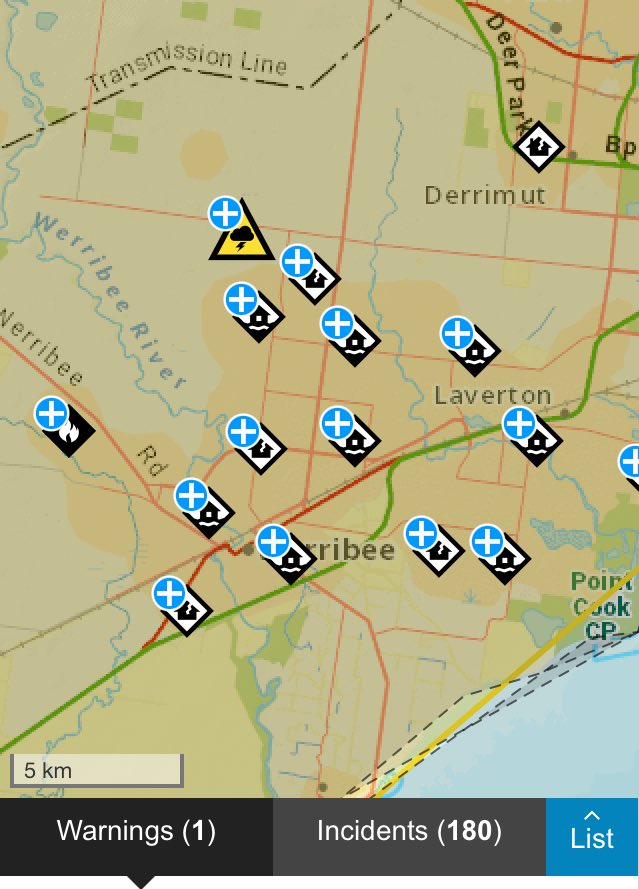 Transmission Line
Deer Park
Bp
Derrimut
Werribee River
Werribee
Rd
Laverton
Point
Cook
CP
5 km
Warnings (1)
Incidents (180)
List